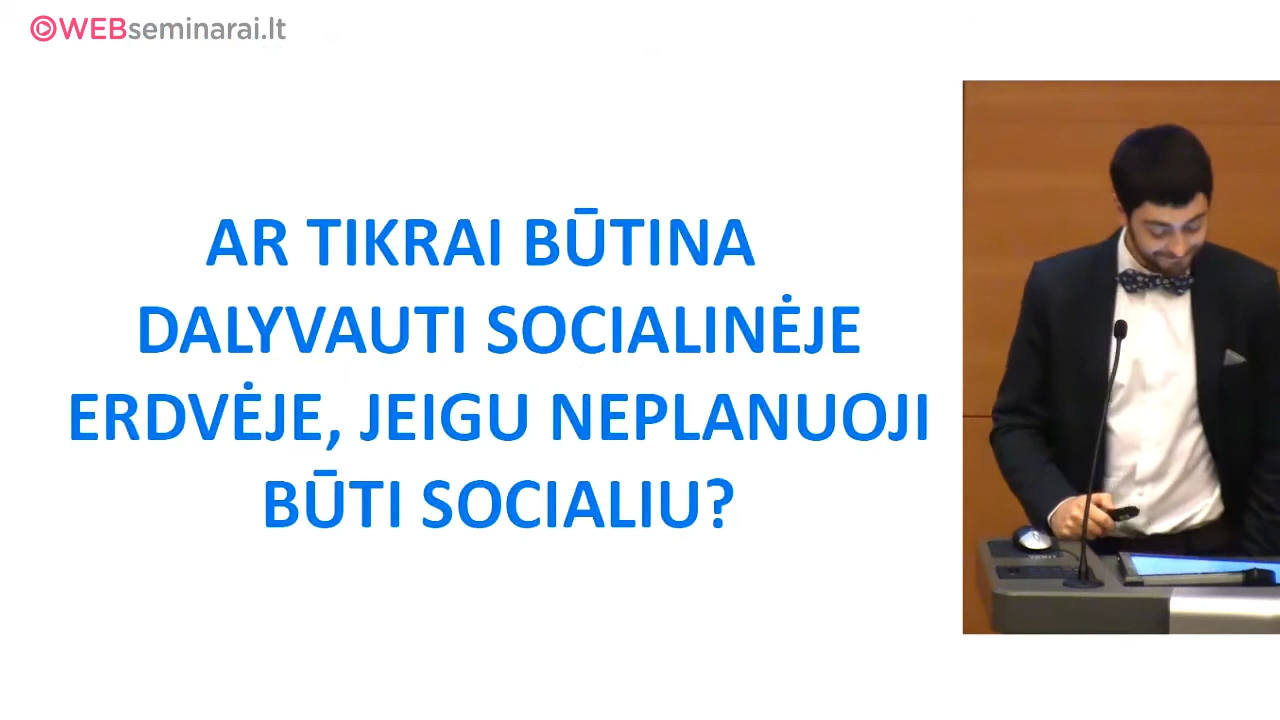 WEBseminarai.lt
AR TIKRAI BŪTINA
DALYVAUTI SOCIALINĖJE
ERDVĖJE, JEIGU NEPLANUOJI
BŪTI SOCIALIU?